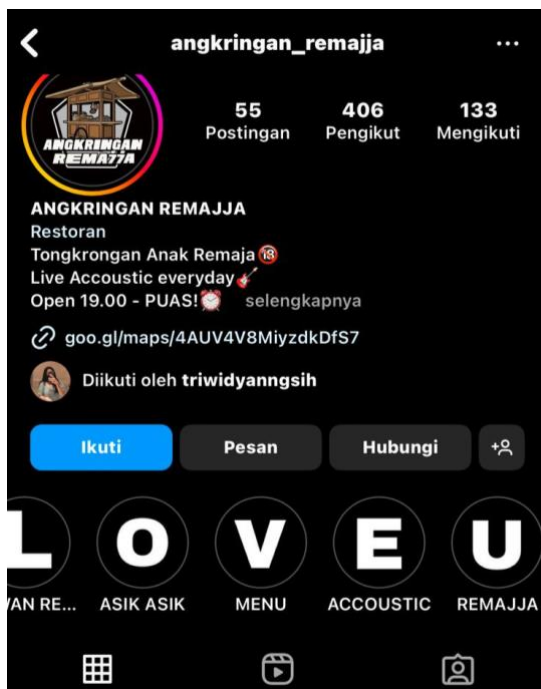 angkringan_remajja
ANGKRINGAN
REMAJJA
55 406 133
Postingan Pengikut Mengikuti
ANGKRINGAN REMAJJA
Restoran
Tongkrongan Anak Remaja🔞
Live Accoustic everyday🎸
Open 19.00 - PUAS!⏰ selengkapnya
goo.gl/maps/4AUV4V8MiyzdkDfS7
Diikuti oleh triwidyanngsih
Ikuti Pesan Hubungi
L O V E U
/AN RE... ASIK ASIK MENU ACCOUSTIC REMAJJA